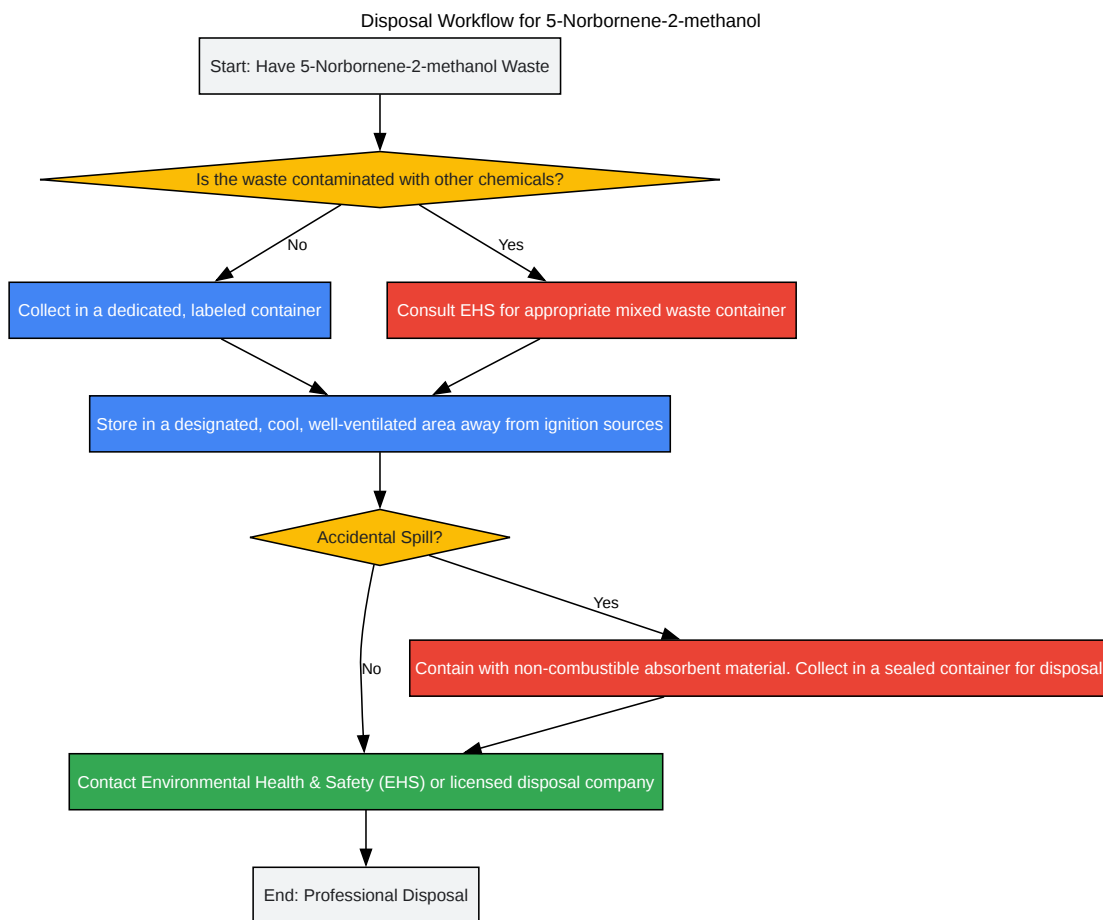 Disposal Workflow for 5-Norbornene-2-methanol
Start: Have 5-Norbornene-2-methanol Waste
Is the waste contaminated with other chemicals?
No
Yes
Collect in a dedicated, labeled container
Consult EHS for appropriate mixed waste container
Store in a designated, cool, well-ventilated area away from ignition sources
Accidental Spill?
Yes
No
Contain with non-combustible absorbent material. Collect in a sealed container for disposal
Contact Environmental Health & Safety (EHS) or licensed disposal company
End: Professional Disposal